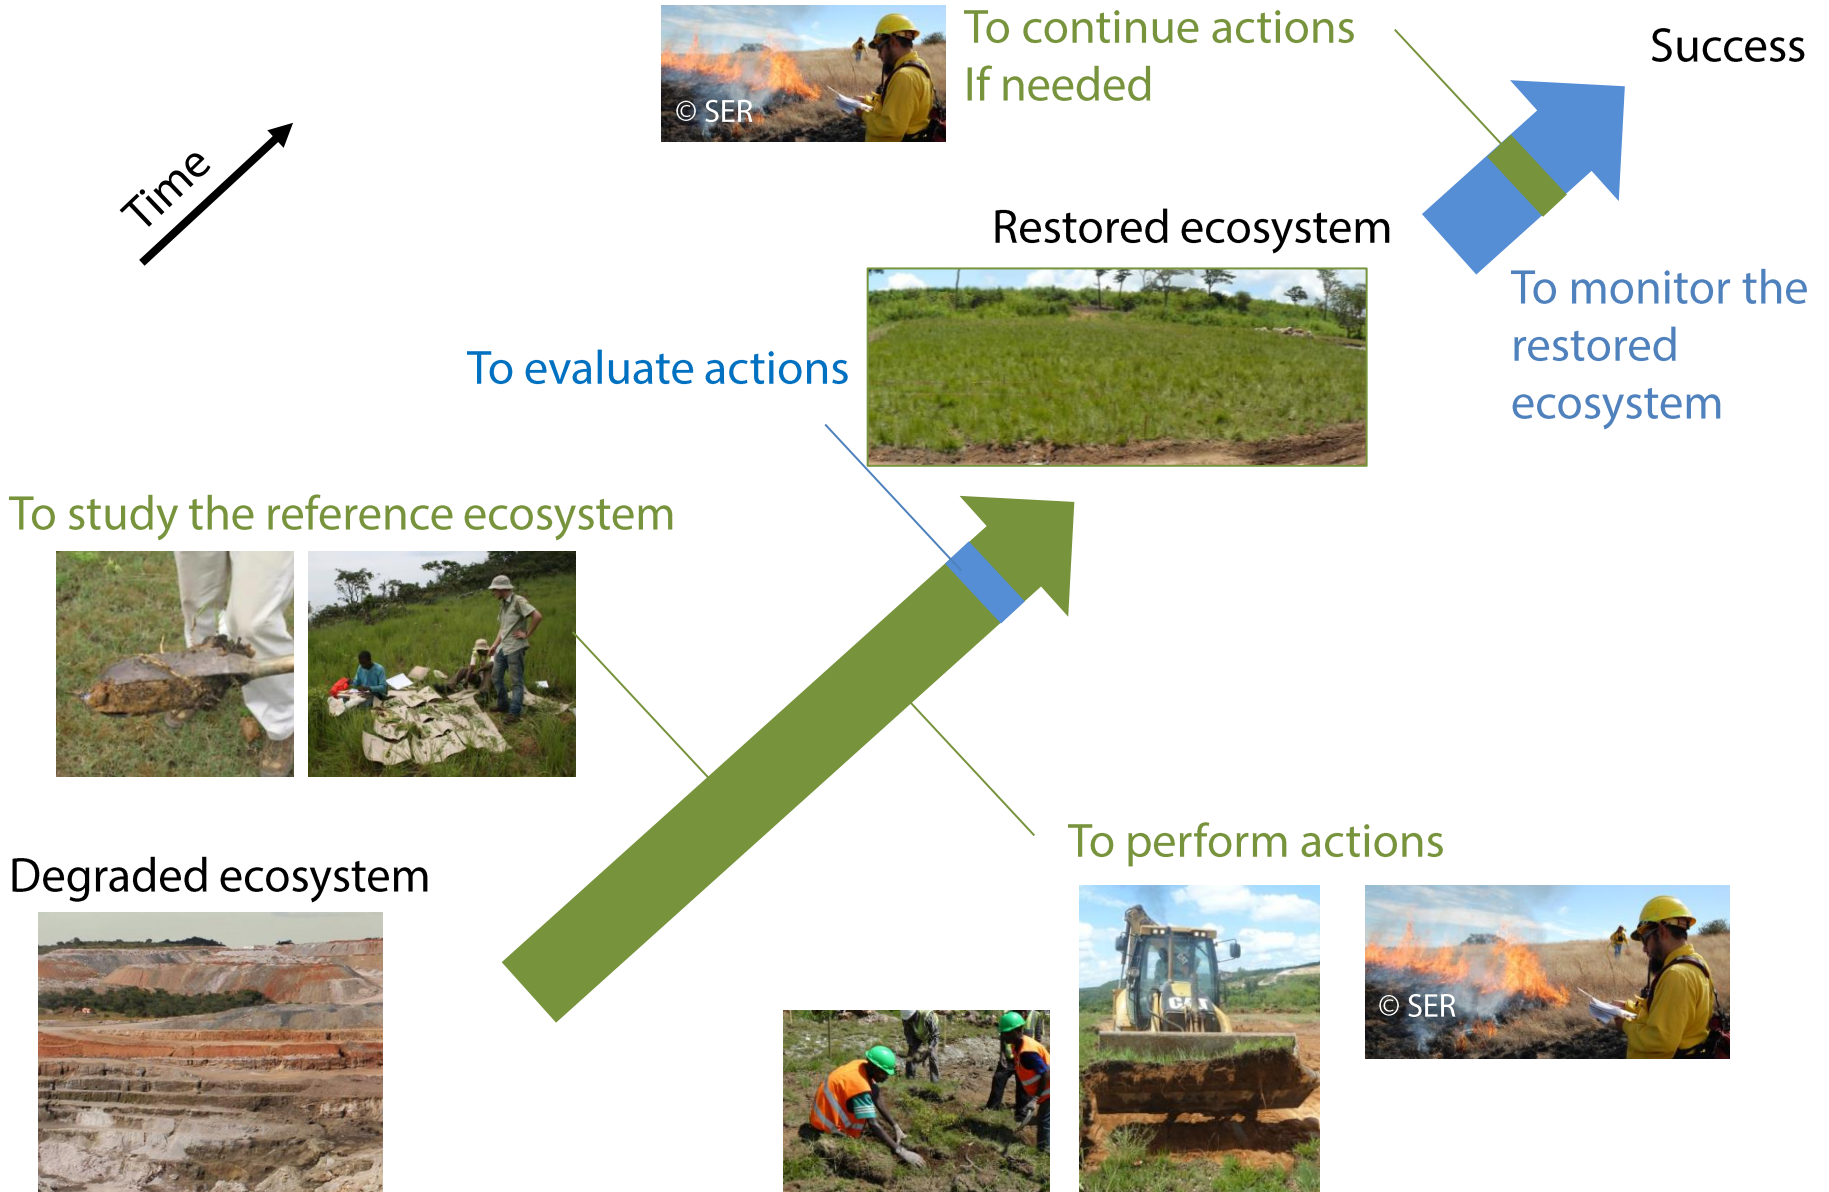 To continue actions
If needed
Success
© SER
Time
Restored ecosystem
To monitor the
restored
ecosystem
To evaluate actions
To study the reference ecosystem
To perform actions
Degraded ecosystem
CAT
© SER